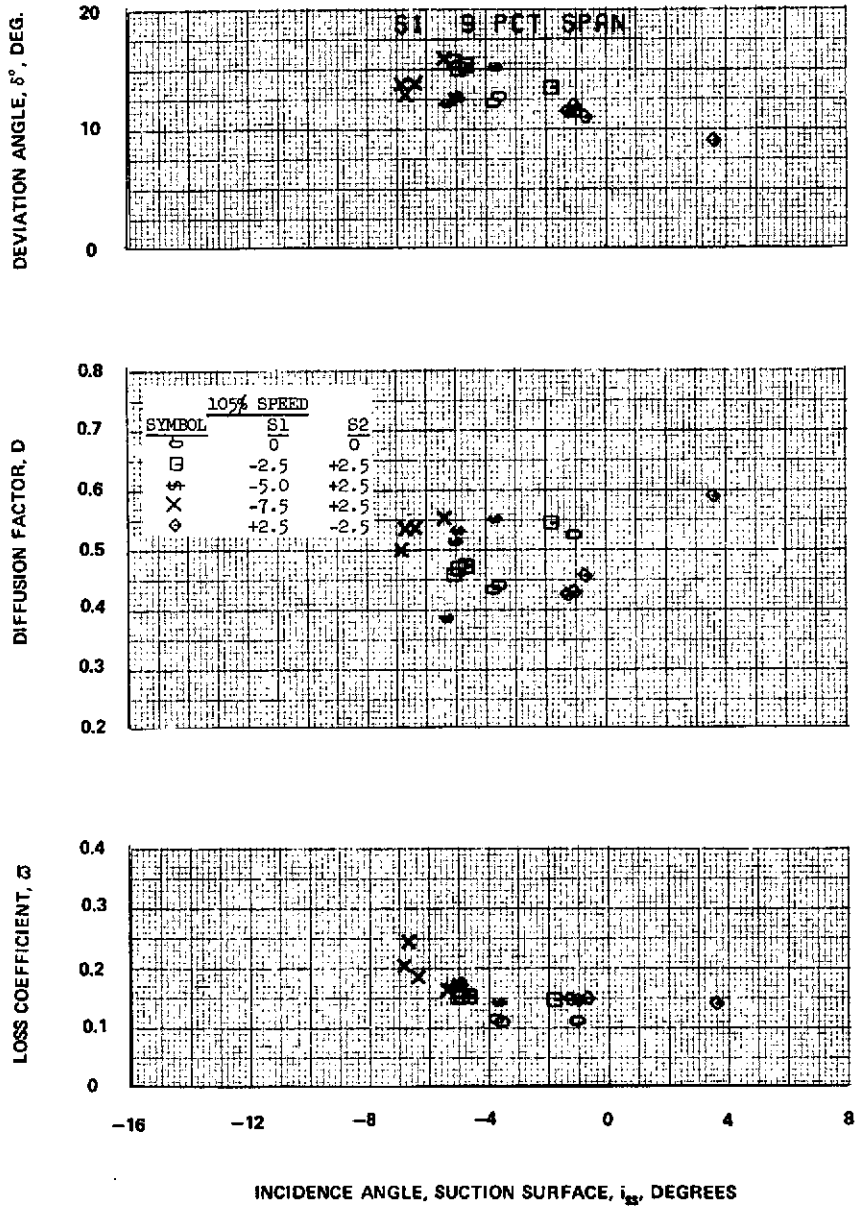 S1 9 PCT SPAN
DEVIATION ANGLE, δ°, DEG.
20
10
0
DIFFUSION FACTOR, D
0.8
0.7
0.6
0.5
0.4
0.3
0.2
105% SPEED
SYMBOL S1 S2
0 0
-2.5 +2.5
-5.0 +2.5
-7.5 +2.5
+2.5 -2.5
LOSS COEFFICIENT, ϖ
0.4
0.3
0.2
0.1
0
-16 -12 -8 -4 0 4 8
INCIDENCE ANGLE, SUCTION SURFACE, iss, DEGREES